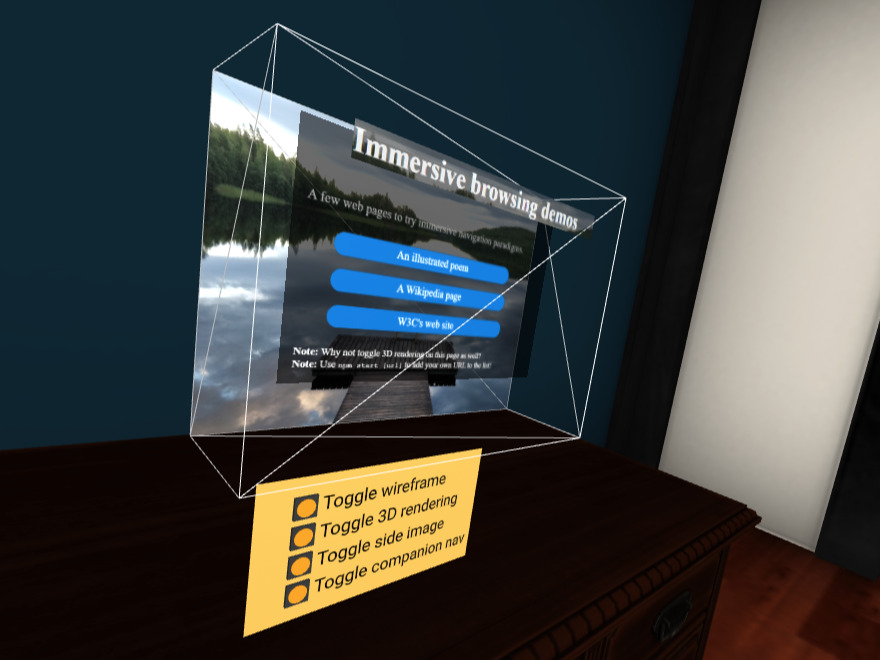 Immersive browsing demos
A few web pages to try immersive navigation paradigms.
An illustrated poem
A Wikipedia page
W3C's web site
Note: Why not toggle 3D rendering on this page as well?
Note: Use npm start [url] to add your own URL to the list!
Toggle wireframe
Toggle 3D rendering
Toggle side image
Toggle companion nav